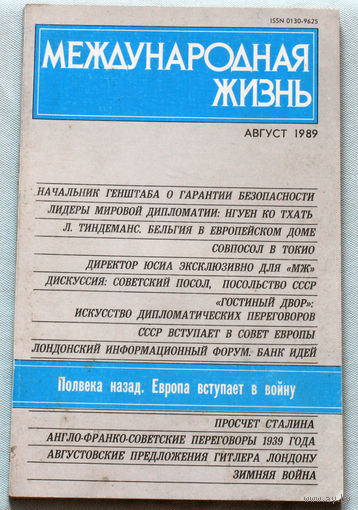 ISSN 0130-9625
МЕЖДУНАРОДНАЯ
ЖИЗНЬ
АВГУСТ 1989
НАЧАЛЬНИК ГЕНШТАБА О ГАРАНТИИ БЕЗОПАСНОСТИ
ЛИДЕРЫ МИРОВОЙ ДИПЛОМАТИИ: НГУЕН КО ТХАТЬ
Л. ТИНДЕМАНС. БЕЛЬГИЯ В ЕВРОПЕЙСКОМ ДОМЕ
СОВПОСОЛ В ТОКИО
ДИРЕКТОР ЮСИА ЭКСКЛЮЗИВНО ДЛЯ «МЖ»
ДИСКУССИЯ: СОВЕТСКИЙ ПОСОЛ, ПОСОЛЬСТВО СССР
«ГОСТИНЫЙ ДВОР»:
ИСКУССТВО ДИПЛОМАТИЧЕСКИХ ПЕРЕГОВОРОВ
СССР ВСТУПАЕТ В СОВЕТ ЕВРОПЫ
ЛОНДОНСКИЙ ИНФОРМАЦИОННЫЙ ФОРУМ: БАНК ИДЕЙ
Полвека назад. Европа вступает в войну
ПРОСЧЕТ СТАЛИНА
АНГЛО-ФРАНКО-СОВЕТСКИЕ ПЕРЕГОВОРЫ 1939 ГОДА
АВГУСТОВСКИЕ ПРЕДЛОЖЕНИЯ ГИТЛЕРА ЛОНДОНУ
ЗИМНЯЯ ВОЙНА